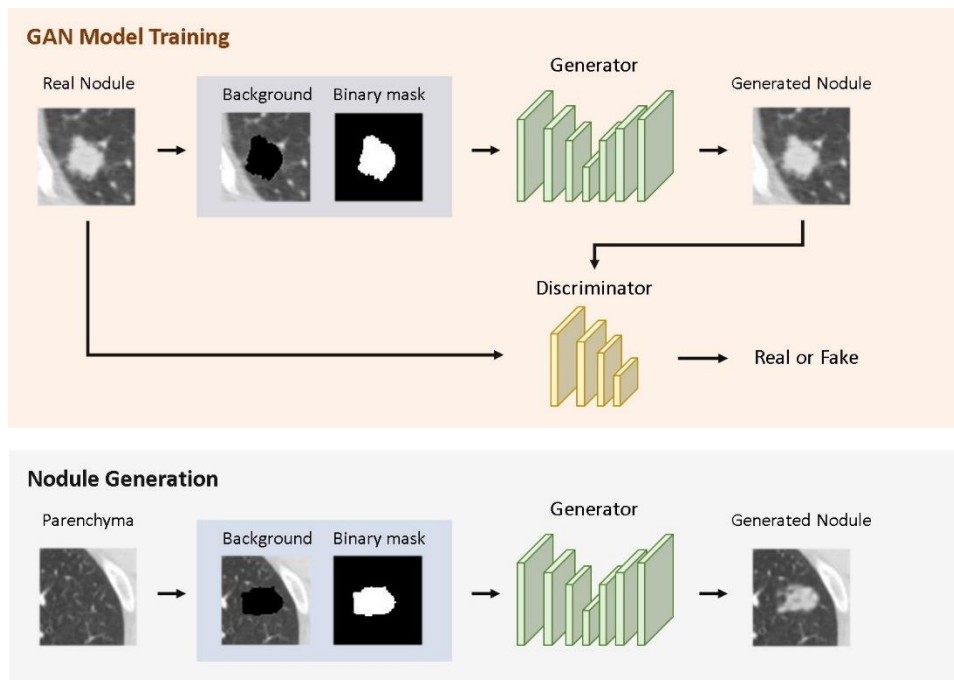 GAN Model Training
Real Nodule
Background
Binary mask
Generator
Generated Nodule
Discriminator
Real or Fake
Nodule Generation
Parenchyma
Background
Binary mask
Generator
Generated Nodule